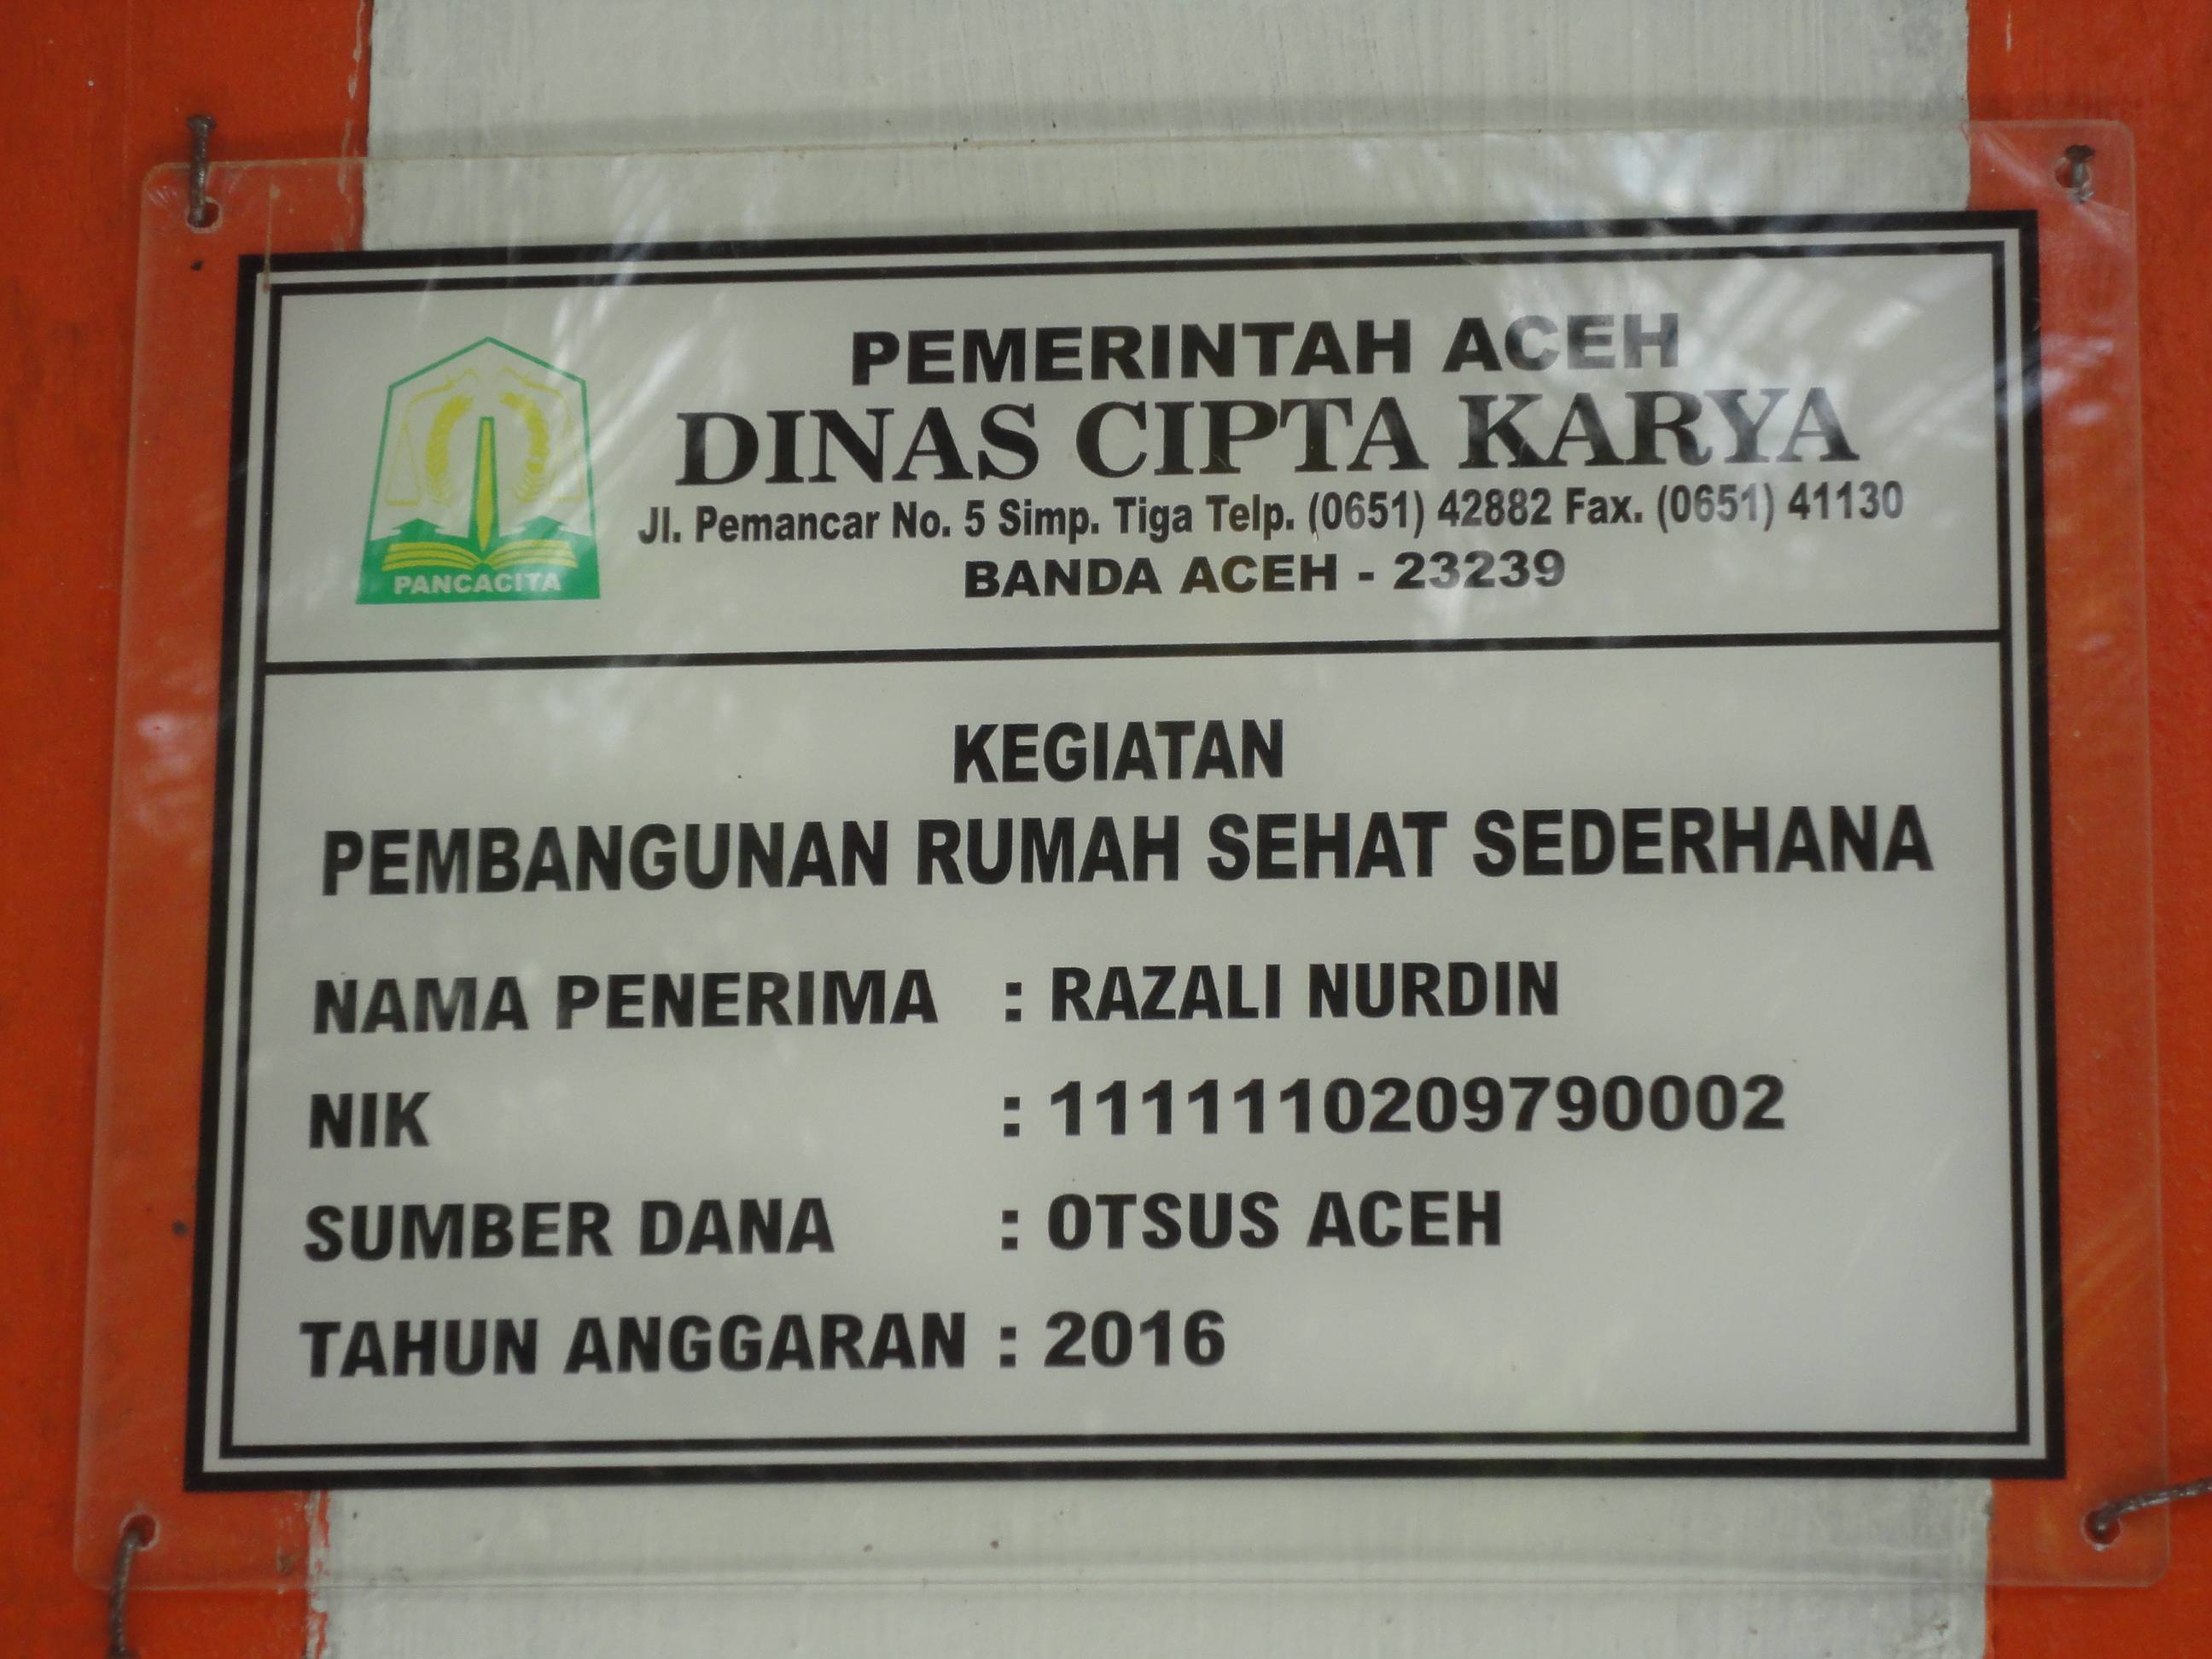 PEMERINTAH ACEH
DINAS CIPTA KARYA
Jl. Pemancar No. 5 Simp. Tiga Telp. (0651) 42882 Fax. (0651) 41130
BANDA ACEH - 23239
PANCACITA
KEGIATAN
PEMBANGUNAN RUMAH SEHAT SEDERHANA
NAMA PENERIMA : RAZALI NURDIN
NIK : 1111110209790002
SUMBER DANA : OTSUS ACEH
TAHUN ANGGARAN : 2016